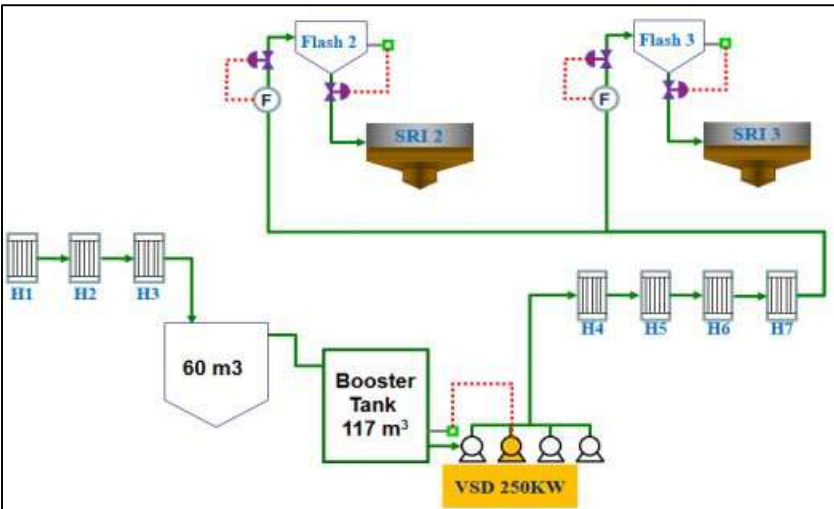 Flash 2
Flash 3
F
F
SRI 2
SRI 3
H1
H2
H3
H4
H5
H6
H7
60 m3
Booster
Tank
117 m³
VSD 250KW